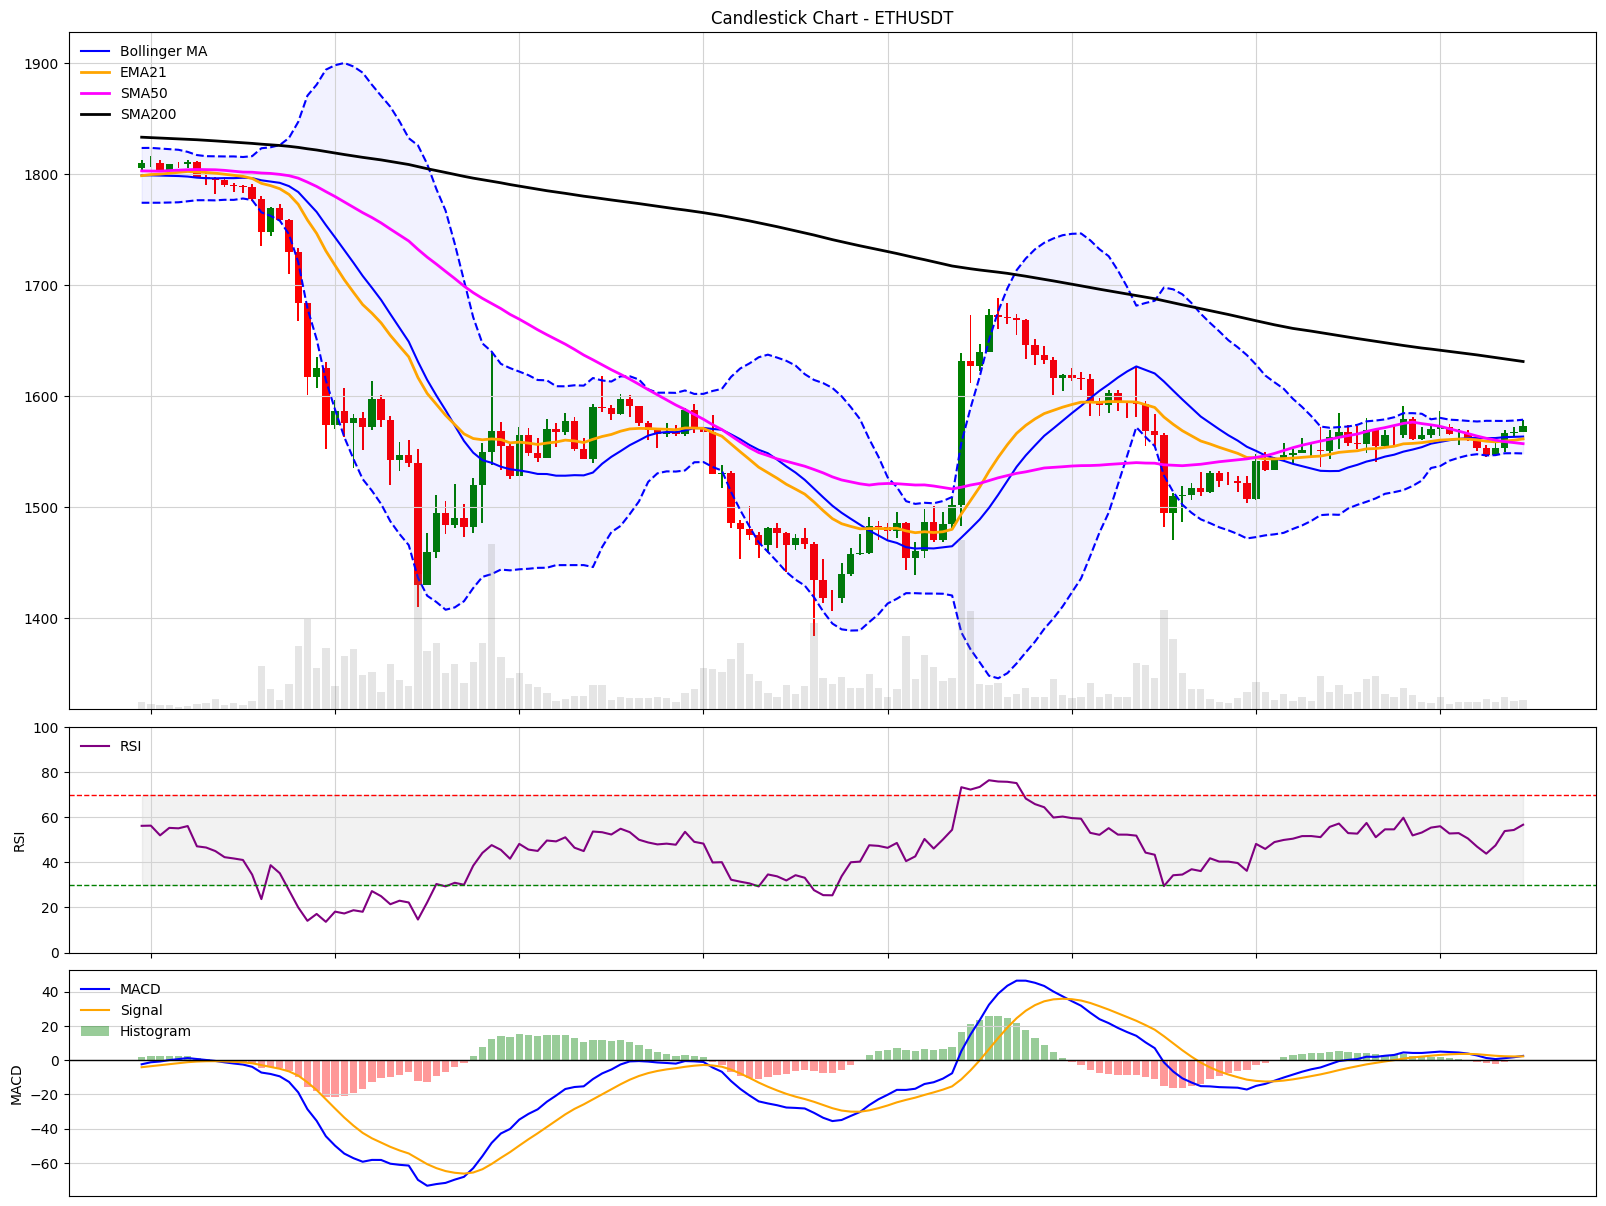 Candlestick Chart - ETHUSDT
Bollinger MA
EMA21
SMA50
SMA200
1900
1800
1700
1600
1500
1400
RSI
RSI
100
80
60
40
20
0
MACD
Signal
Histogram
MACD
40
20
0
−20
−40
−60